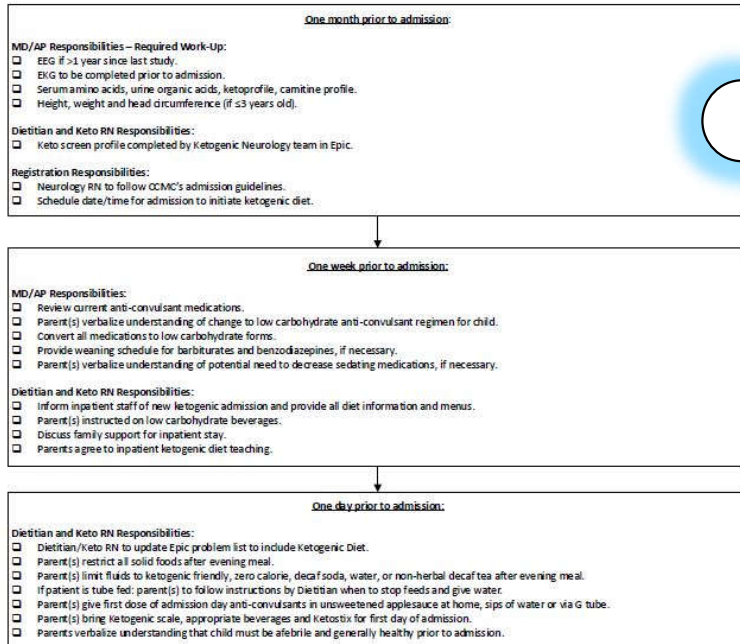 One month prior to admission:
MD/AP Responsibilities – Required Work-Up:
☐ EEG if >1 year since last study.
☐ EKG to be completed prior to admission.
☐ Serum amino acids, urine organic acids, ketoprofile, carnitine profile.
☐ Height, weight and head circumference (if ≤3 years old).
Dietitian and Keto RN Responsibilities:
☐ Keto screen profile completed by Ketogenic Neurology team in Epic.
Registration Responsibilities:
☐ Neurology RN to follow CCMC's admission guidelines.
☐ Schedule date/time for admission to initiate ketogenic diet.
One week prior to admission:
MD/AP Responsibilities:
☐ Review current anti-convulsant medications.
☐ Parent(s) verbalize understanding of change to low carbohydrate anti-convulsant regimen for child.
☐ Convert all medications to low carbohydrate forms.
☐ Provide weaning schedule for barbiturates and benzodiazepines, if necessary.
☐ Parent(s) verbalize understanding of potential need to decrease sedating medications, if necessary.
Dietitian and Keto RN Responsibilities:
☐ Inform inpatient staff of new ketogenic admission and provide all diet information and menus.
☐ Parent(s) instructed on low carbohydrate beverages.
☐ Discuss family support for inpatient stay.
☐ Parents agree to inpatient ketogenic diet teaching.
One day prior to admission:
Dietitian and Keto RN Responsibilities:
☐ Dietitian/Keto RN to update Epic problem list to include Ketogenic Diet.
☐ Parent(s) restrict all solid foods after evening meal.
☐ Parent(s) limit fluids to ketogenic friendly, zero calorie, decaf soda, water, or non-herbal decaf tea after evening meal.
☐ If patient is tube fed: parent(s) to follow instructions by Dietitian when to stop feeds and give water.
☐ Parent(s) give first dose of admission day anti-convulsants in unsweetened applesauce at home, sips of water or via G tube.
☐ Parent(s) bring Ketogenic scale, appropriate beverages and Ketostix for first day of admission.
☐ Parents verbalize understanding that child must be afebrile and generally healthy prior to admission.